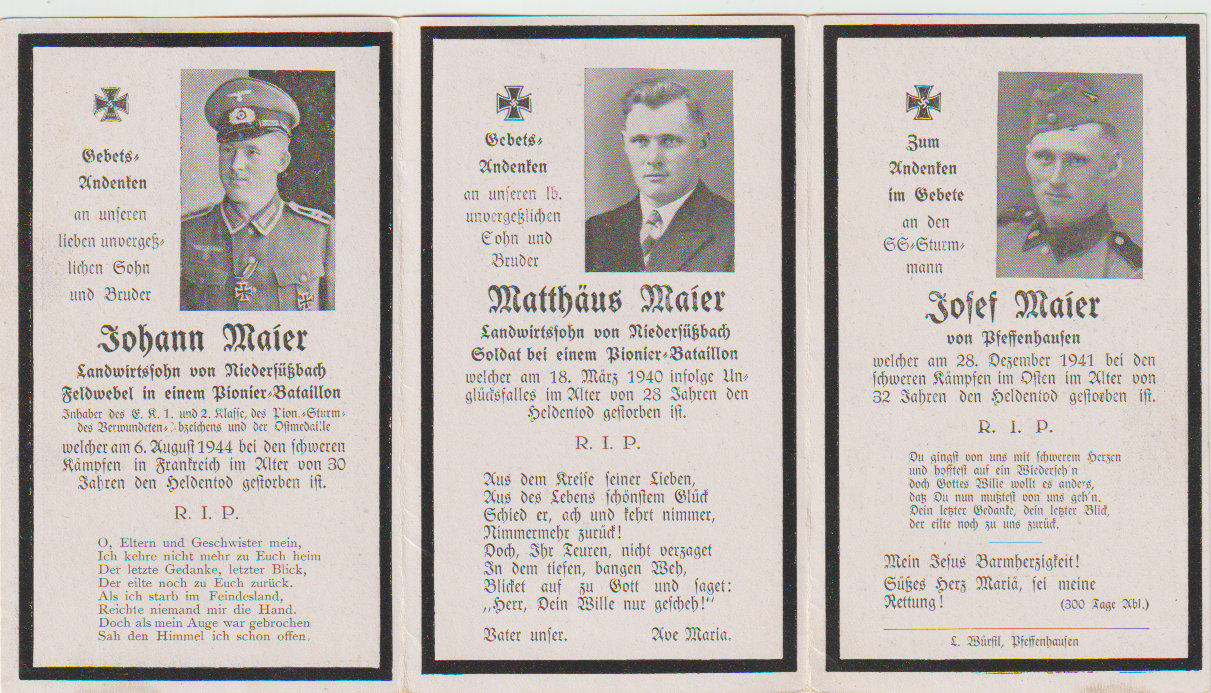 Gebets-
Andenken
an unseren
lieben unvergeß-
lichen Sohn
und Bruder
Johann Maier
Landwirtssohn von Niedersüßbach
Feldwebel in einem Pionier-Bataillon
Inhaber des E. K. 1. und 2. Klasse, des Pion.-Sturm-
des Verwundeten-Abzeichens und der Ostmedaille
welcher am 6. August 1944 bei den schweren
Kämpfen in Frankreich im Alter von 30
Jahren den Heldentod gestorben ist.
R. I. P.
O, Eltern und Geschwister mein,
Ich kehre nicht mehr zu Euch heim
Der letzte Gedanke, letzter Blick,
Der eilte noch zu Euch zurück.
Als ich starb im Feindesland,
Reichte niemand mir die Hand.
Doch als mein Auge war gebrochen
Sah den Himmel ich schon offen.
Gebets-
Andenken
an unseren lb.
unvergeßlichen
Sohn und
Bruder
Matthäus Maier
Landwirtssohn von Niedersüßbach
Soldat bei einem Pionier-Bataillon
welcher am 18. März 1940 infolge Un-
glücksfalles im Alter von 28 Jahren den
Heldentod gestorben ist.
R. I. P.
Aus dem Kreise seiner Lieben,
Aus des Lebens schönstem Glück
Schied er, ach und kehrt nimmer,
Nimmermehr zurück!
Doch, Ihr Teuren, nicht verzaget
In dem tiefen, bangen Weh,
Blicket auf zu Gott und saget:
„Herr, Dein Wille nur gescheh!“
Vater unser. Ave Maria.
Zum
Andenken
im Gebete
an den
SS-Sturm-
mann
Josef Maier
von Pfeffenhausen
welcher am 28. Dezember 1941 bei den
schweren Kämpfen im Osten im Alter von
32 Jahren den Heldentod gestorben ist.
R. I. P.
Du gingst von uns mit schwerem Herzen
und hofftest auf ein Wiederseh'n
doch Gottes Wille wollt es anders,
daß Du nun mußtest von uns geh'n.
Dein letzter Gedanke, dein letzter Blick,
der eilte noch zu uns zurück.
Mein Jesus Barmherzigkeit!
Süßes Herz Mariä, sei meine
Rettung! (300 Tage Abl.)
L. Würstl, Pfeffenhausen